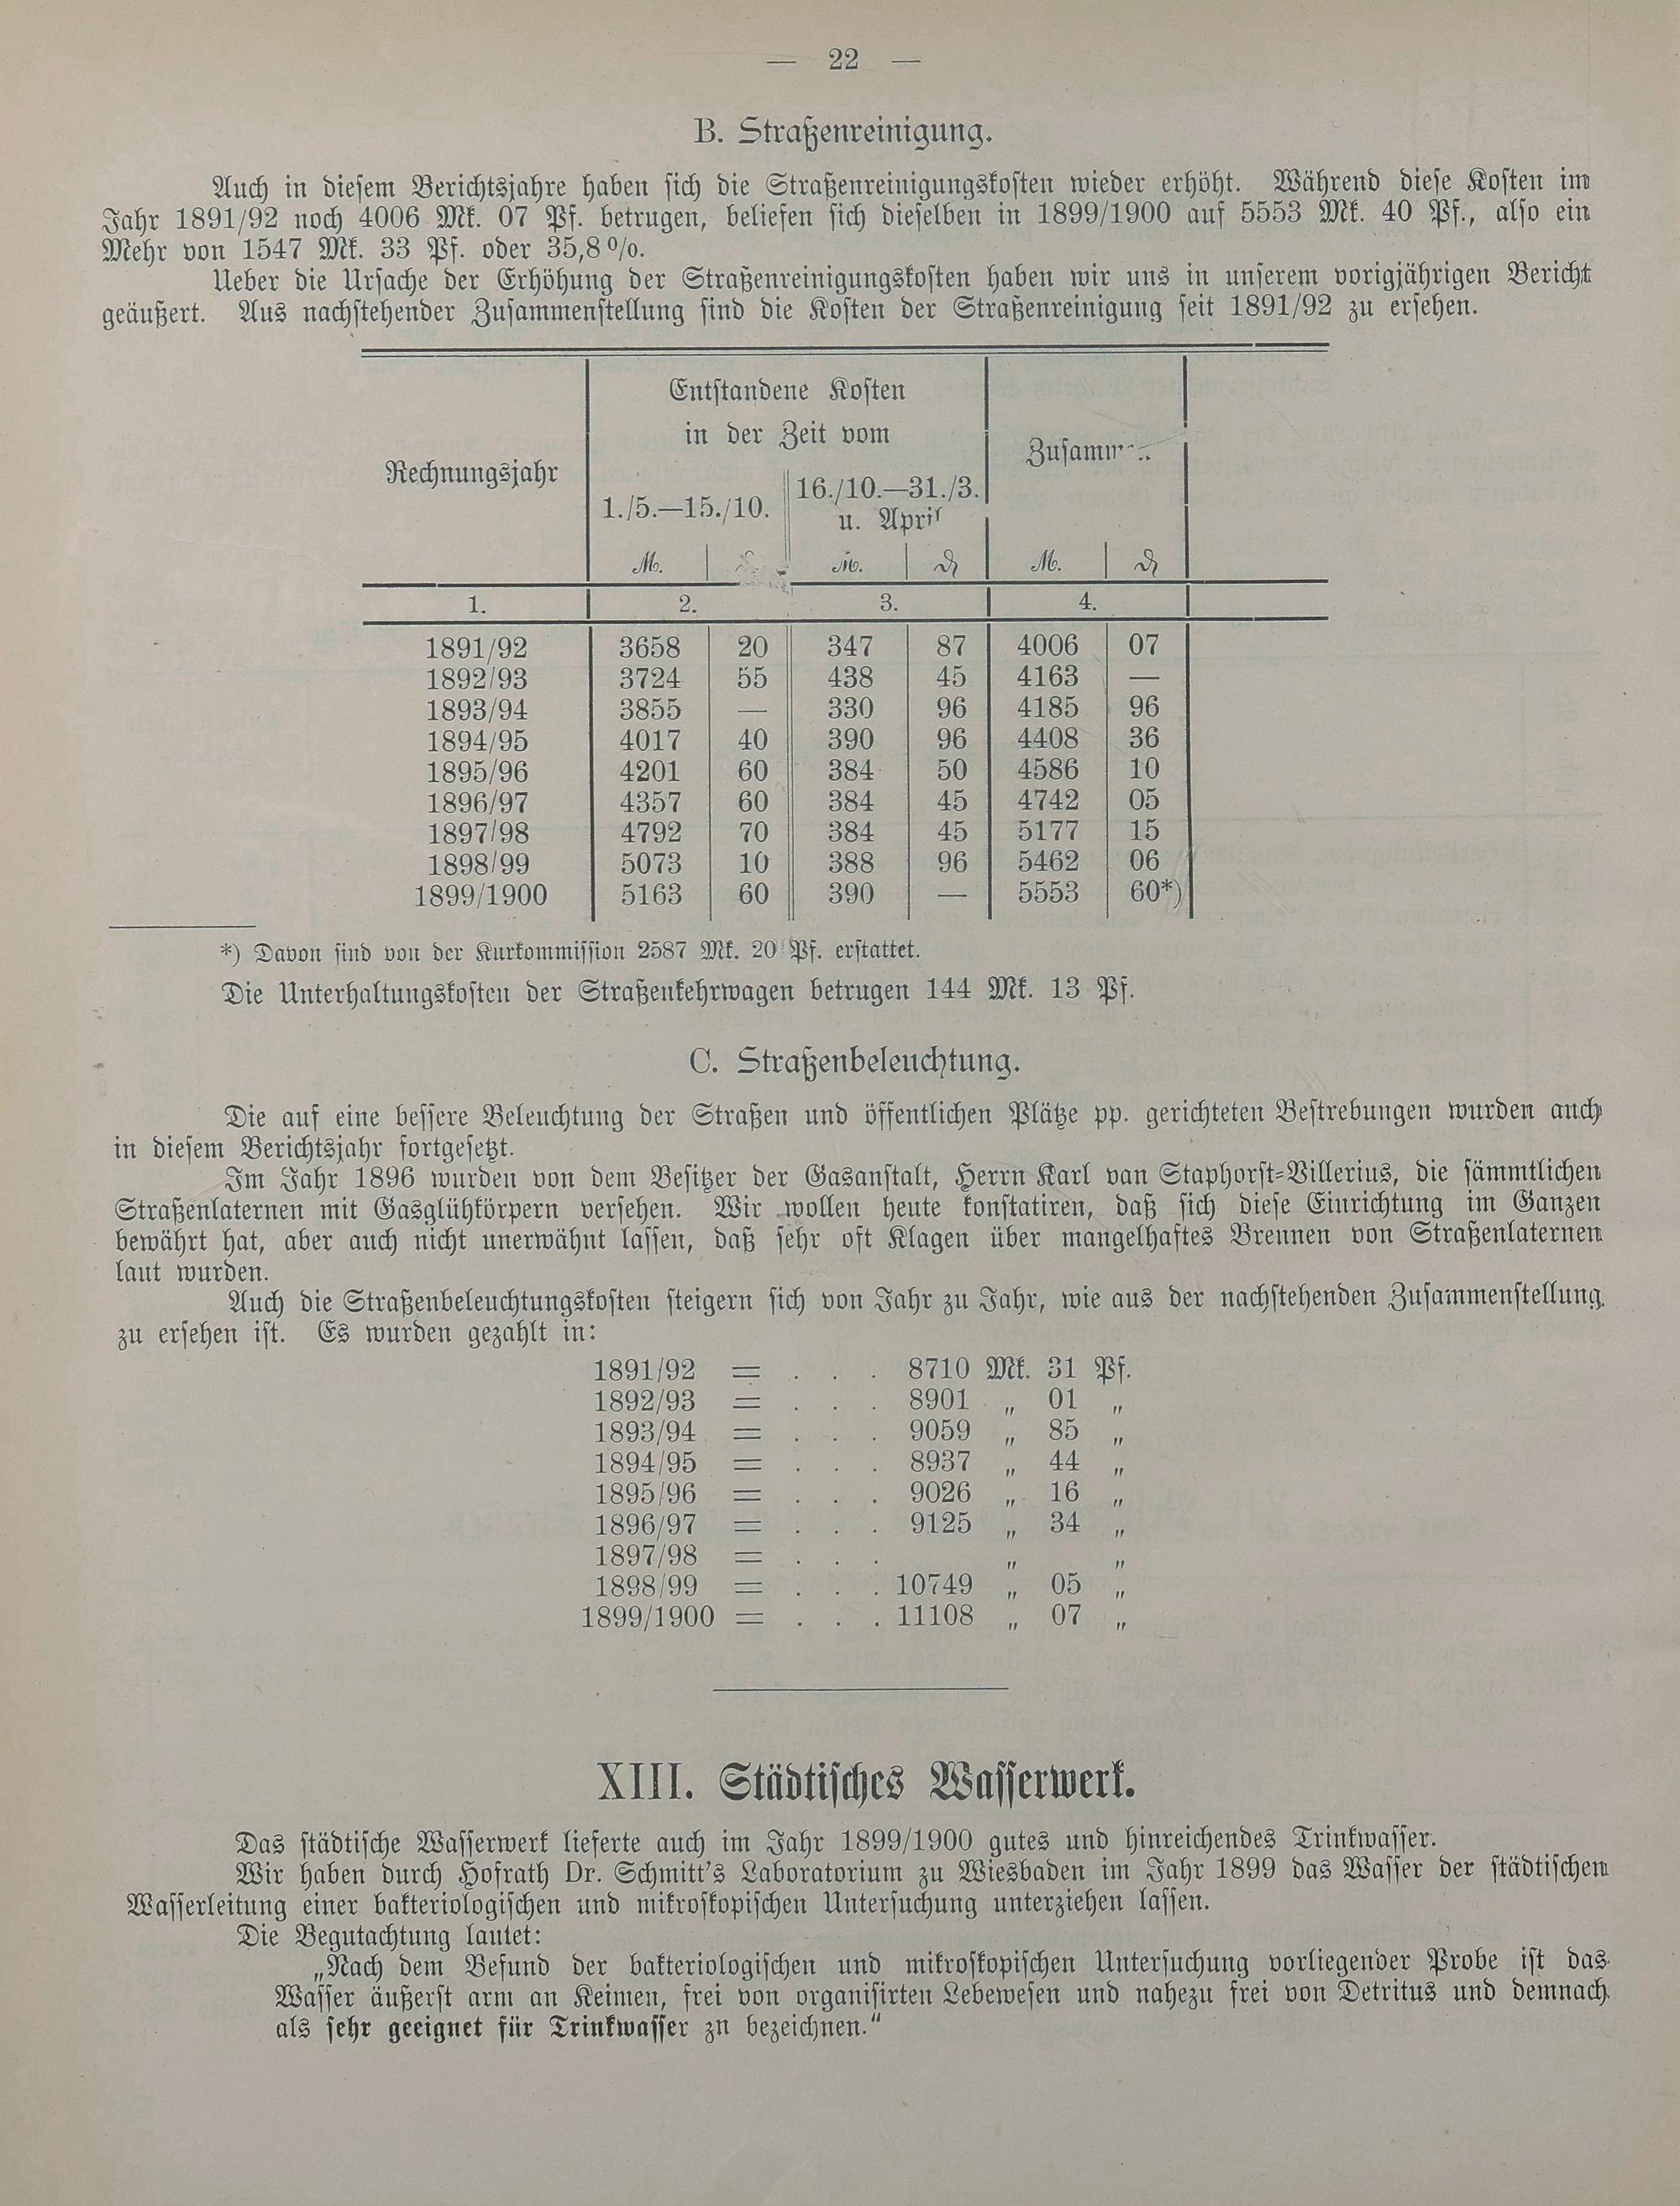 — 22 —
B. Straßenreinigung.
Auch in diesem Berichtsjahre haben sich die Straßenreinigungskosten wieder erhöht. Während diese Kosten im
Jahr 1891/92 noch 4006 Mk. 07 Pf. betrugen, beliefen sich dieselben in 1899/1900 auf 5553 Mk. 40 Pf., also ein
Mehr von 1547 Mk. 33 Pf. oder 35,8 %.
Ueber die Ursache der Erhöhung der Straßenreinigungskosten haben wir uns in unserem vorigjährigen Bericht
geäußert. Aus nachstehender Zusammenstellung sind die Kosten der Straßenreinigung seit 1891/92 zu ersehen.
Entstandene Kosten
in der Zeit vom
Rechnungsjahr
1./5.—15./10.
16./10.—31./3.
u. April
M. M. ₰ M. ₰
1. 2. 3. 4.
1891/92 3658 20 347 87 4006 07
1892/93 3724 55 438 45 4163 —
1893/94 3855 — 330 96 4185 96
1894/95 4017 40 390 96 4408 36
1895/96 4201 60 384 50 4586 10
1896/97 4357 60 384 45 4742 05
1897/98 4792 70 384 45 5177 15
1898/99 5073 10 388 96 5462 06
1899/1900 5163 60 390 — 5553 60*)
*) Davon sind von der Kurkommission 2587 Mk. 20 Pf. erstattet.
Die Unterhaltungskosten der Straßenkehrwagen betrugen 144 Mk. 13 Pf.
C. Straßenbeleuchtung.
Die auf eine bessere Beleuchtung der Straßen und öffentlichen Plätze pp. gerichteten Bestrebungen wurden auch
in diesem Berichtsjahr fortgesetzt.
Im Jahr 1896 wurden von dem Besitzer der Gasanstalt, Herrn Karl van Staphorst-Villerius, die sämmtlichen
Straßenlaternen mit Gasglühkörpern versehen. Wir wollen heute konstatiren, daß sich diese Einrichtung im Ganzen
bewährt hat, aber auch nicht unerwähnt lassen, daß sehr oft Klagen über mangelhaftes Brennen von Straßenlaternen
laut wurden.
Auch die Straßenbeleuchtungskosten steigern sich von Jahr zu Jahr, wie aus der nachstehenden Zusammenstellung
zu ersehen ist. Es wurden gezahlt in:
1891/92 = . . . 8710 Mk. 31 Pf.
1892/93 = . . . 8901 „ 01 „
1893/94 = . . . 9059 „ 85 „
1894/95 = . . . 8937 „ 44 „
1895/96 = . . . 9026 „ 16 „
1896/97 = . . . 9125 „ 34 „
1897/98 = . . . „ „
1898/99 = . . . 10749 „ 05 „
1899/1900 = . . . 11108 „ 07 „
XIII. Städtisches Wasserwerk.
Das städtische Wasserwerk lieferte auch im Jahr 1899/1900 gutes und hinreichendes Trinkwasser.
Wir haben durch Hofrath Dr. Schmitt's Laboratorium zu Wiesbaden im Jahr 1899 das Wasser der städtischen
Wasserleitung einer bakteriologischen und mikroskopischen Untersuchung unterziehen lassen.
Die Begutachtung lautet:
„Nach dem Befund der bakteriologischen und mikroskopischen Untersuchung vorliegender Probe ist das
Wasser äußerst arm an Keimen, frei von organisirten Lebewesen und nahezu frei von Detritus und demnach
als sehr geeignet für Trinkwasser zn bezeichnen.“